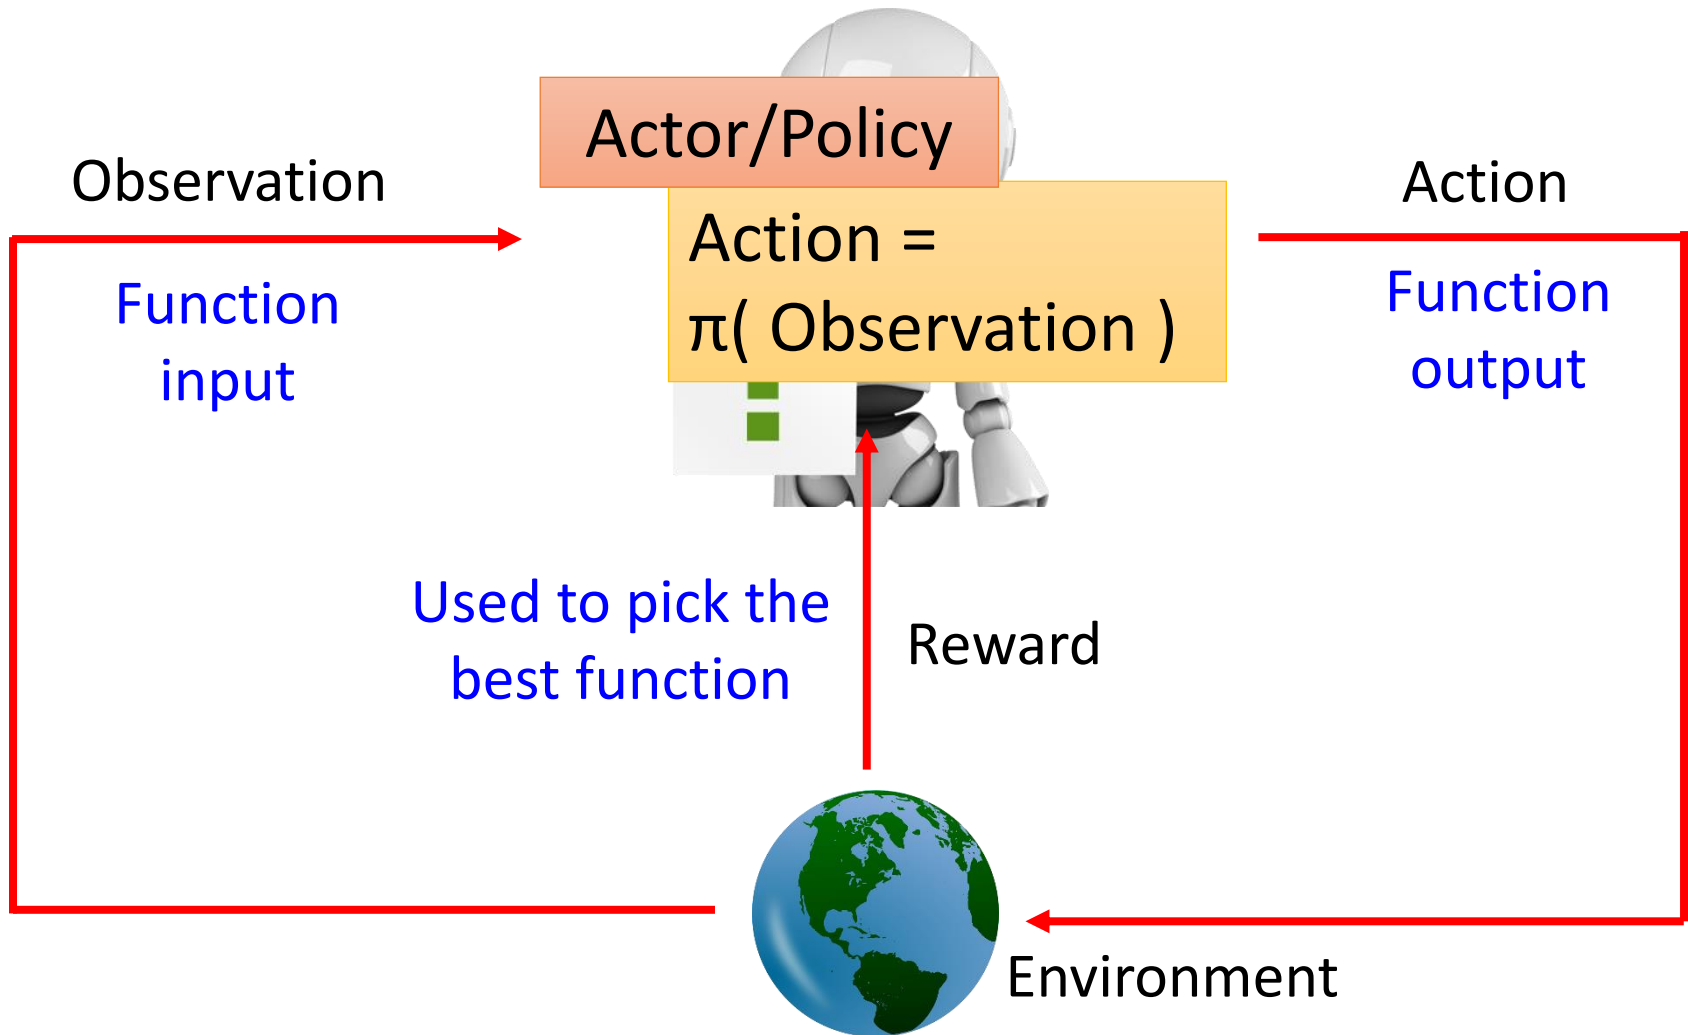 Actor/Policy
Observation
Action
Action =
π( Observation )
Function
input
Function
output
Used to pick the
best function
Reward
Environment